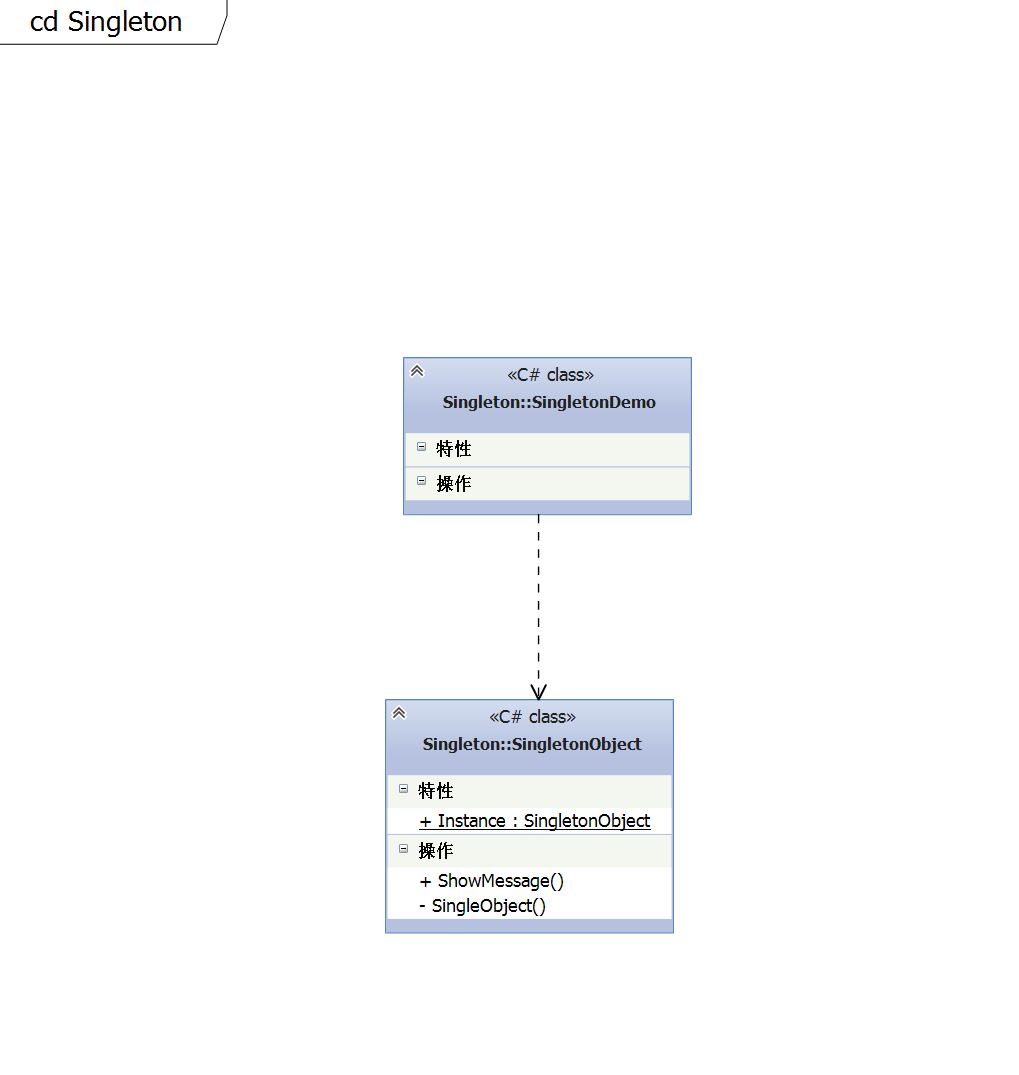 cd Singleton
«C# class»
Singleton::SingletonDemo
特性
操作
«C# class»
Singleton::SingletonObject
特性
+ Instance : SingletonObject
操作
+ ShowMessage()
- SingleObject()